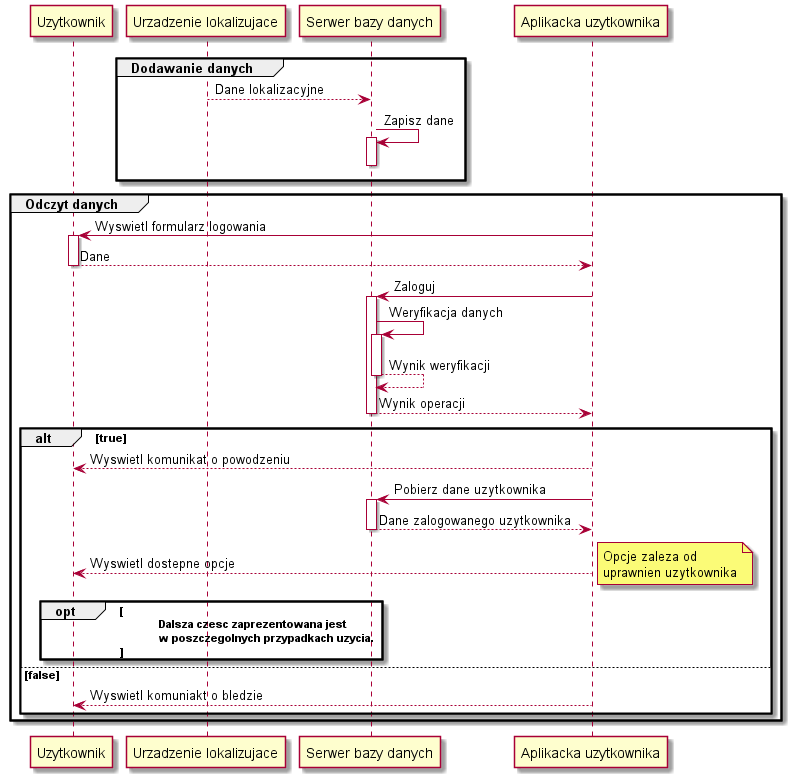 Uzytkownik
Urzadzenie lokalizujace
Serwer bazy danych
Aplikacka uzytkownika
Dodawanie danych
Dane lokalizacyjne
Zapisz dane
Odczyt danych
Wyswietl formularz logowania
Dane
Zaloguj
Weryfikacja danych
Wynik weryfikacji
Wynik operacji
alt
[true]
Wyswietl komunikat o powodzeniu
Pobierz dane uzytkownika
Dane zalogowanego uzytkownika
Opcje zaleza od
uprawnien uzytkownika
Wyswietl dostepne opcje
opt
[
Dalsza czesc zaprezentowana jest
w poszczegolnych przypadkach uzycia.
]
[false]
Wyswietl komuniakt o bledzie
Uzytkownik
Urzadzenie lokalizujace
Serwer bazy danych
Aplikacka uzytkownika